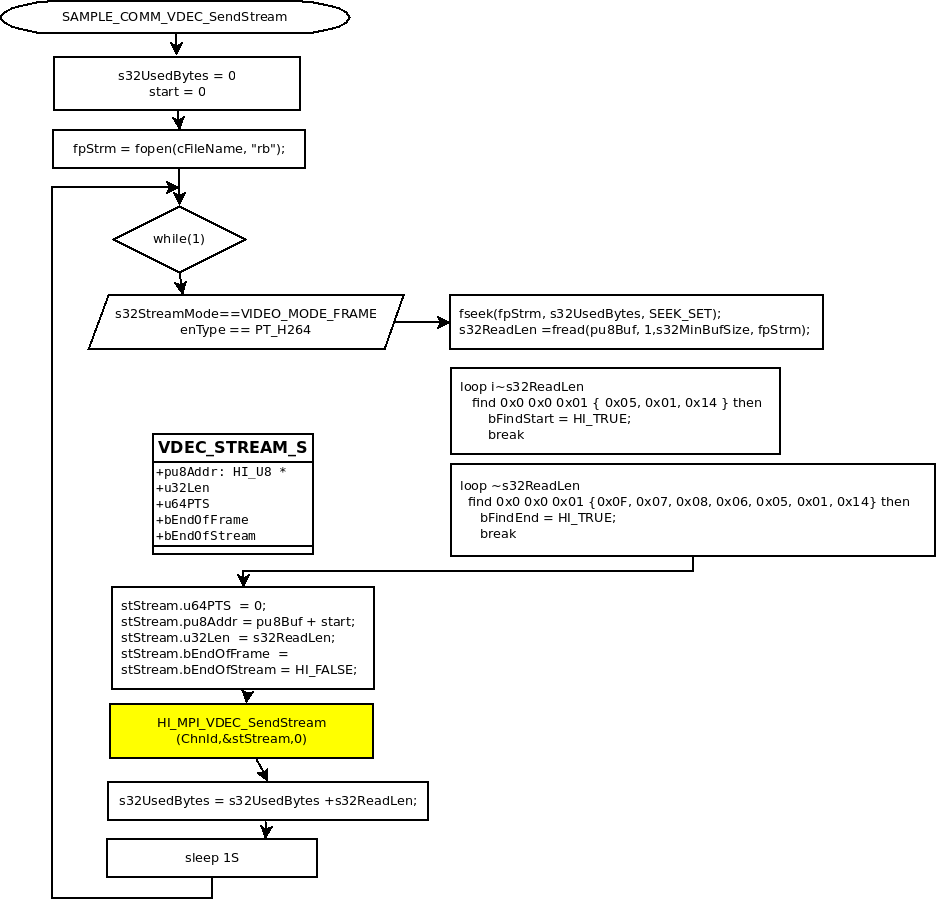 SAMPLE_COMM_VDEC_SendStream
s32UsedBytes = 0
start = 0
fpStrm = fopen(cFileName, "rb");
while(1)
s32StreamMode==VIDEO_MODE_FRAME
enType == PT_H264
fseek(fpStrm, s32UsedBytes, SEEK_SET);
s32ReadLen =fread(pu8Buf, 1,s32MinBufSize, fpStrm);
loop i~s32ReadLen
find 0x0 0x0 0x01 { 0x05, 0x01, 0x14 } then
bFindStart = HI_TRUE;
break
loop ~s32ReadLen
find 0x0 0x0 0x01 {0x0F, 0x07, 0x08, 0x06, 0x05, 0x01, 0x14} then
bFindEnd = HI_TRUE;
break
VDEC_STREAM_S
+pu8Addr: HI_U8 *
+u32Len
+u64PTS
+bEndOfFrame
+bEndOfStream
stStream.u64PTS  = 0;
stStream.pu8Addr = pu8Buf + start;
stStream.u32Len  = s32ReadLen;
stStream.bEndOfFrame  =
stStream.bEndOfStream = HI_FALSE;
HI_MPI_VDEC_SendStream
(ChnId,&stStream,0)
s32UsedBytes = s32UsedBytes +s32ReadLen;
sleep 1S